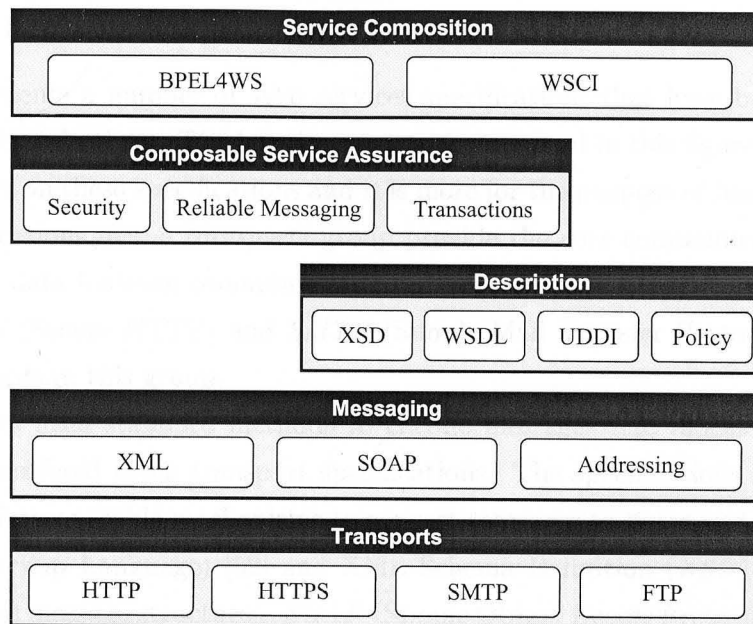 Service Composition
BPEL4WS WSCI
Composable Service Assurance
Security Reliable Messaging Transactions
Description
XSD WSDL UDDI Policy
Messaging
XML SOAP Addressing
Transports
HTTP HTTPS SMTP FTP